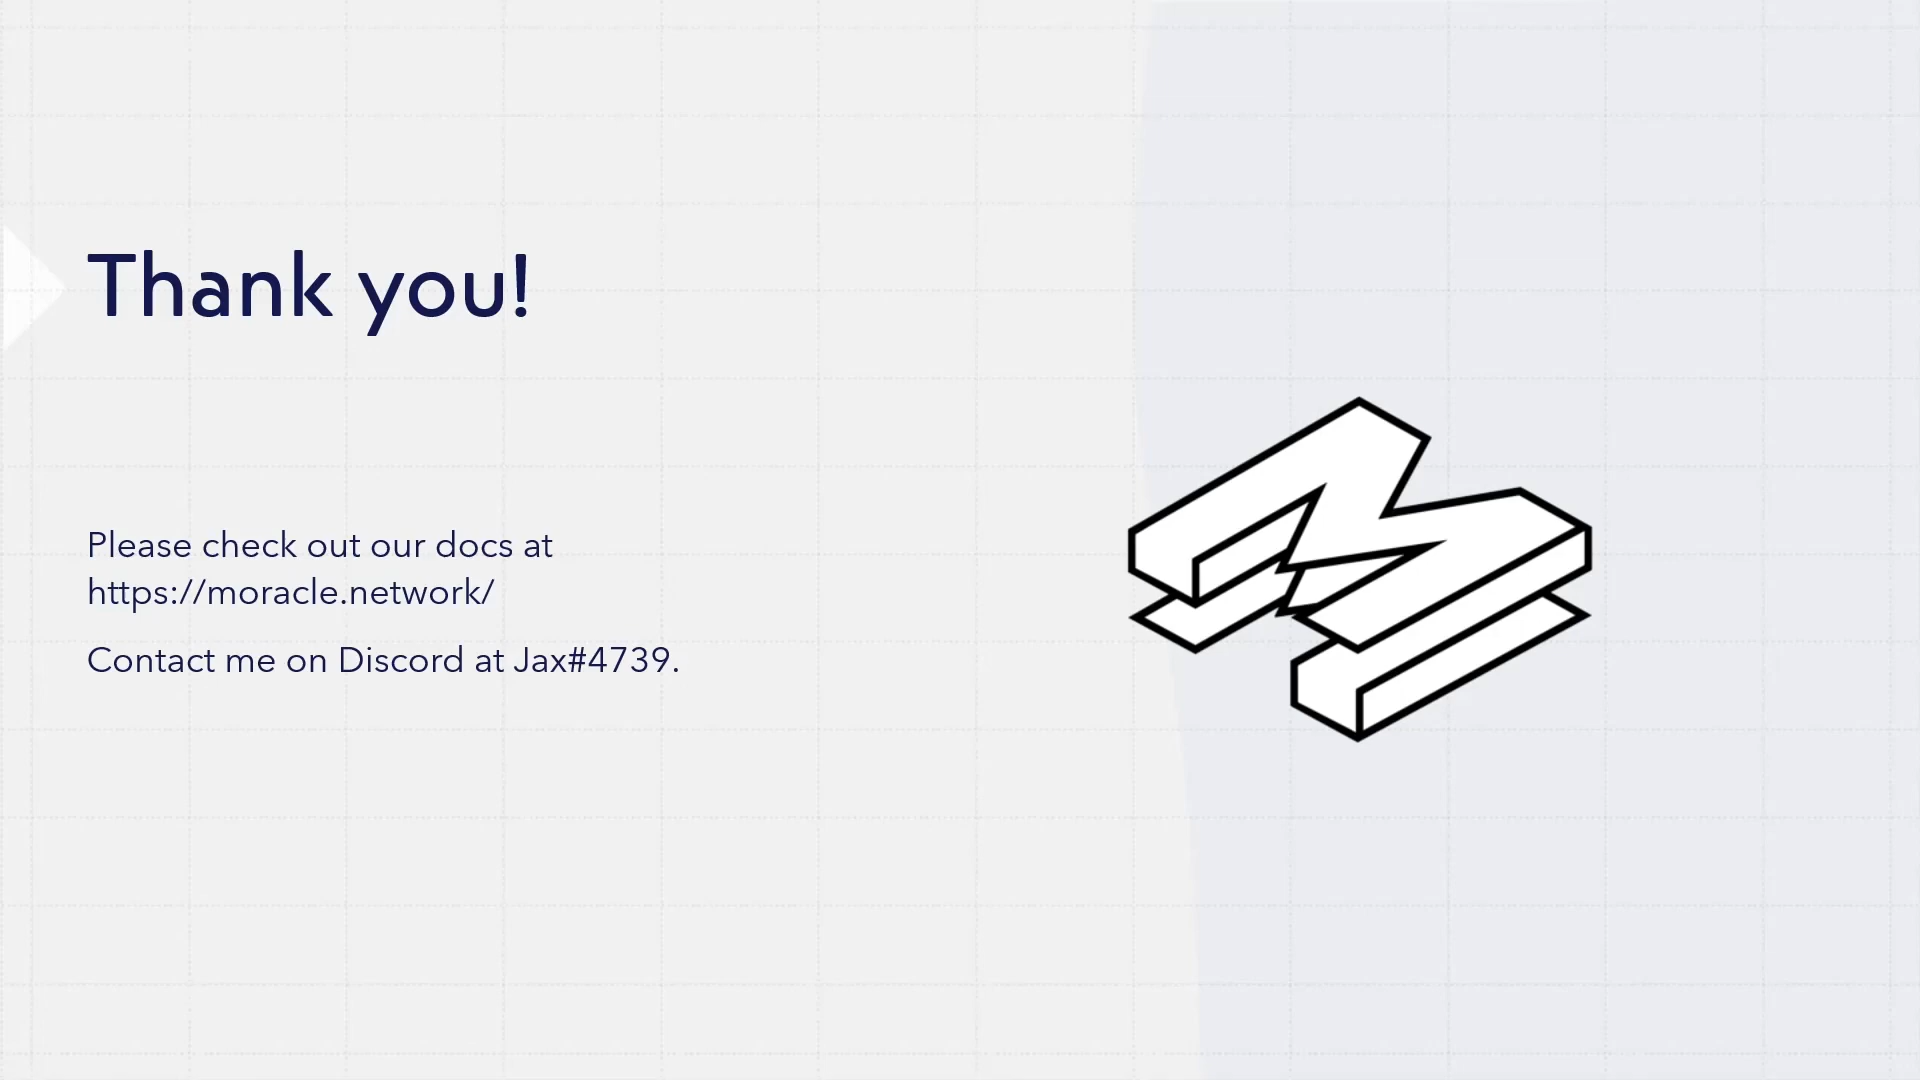 Thank you!
Please check out our docs at
https://moracle.network/
Contact me on Discord at Jax#4739.